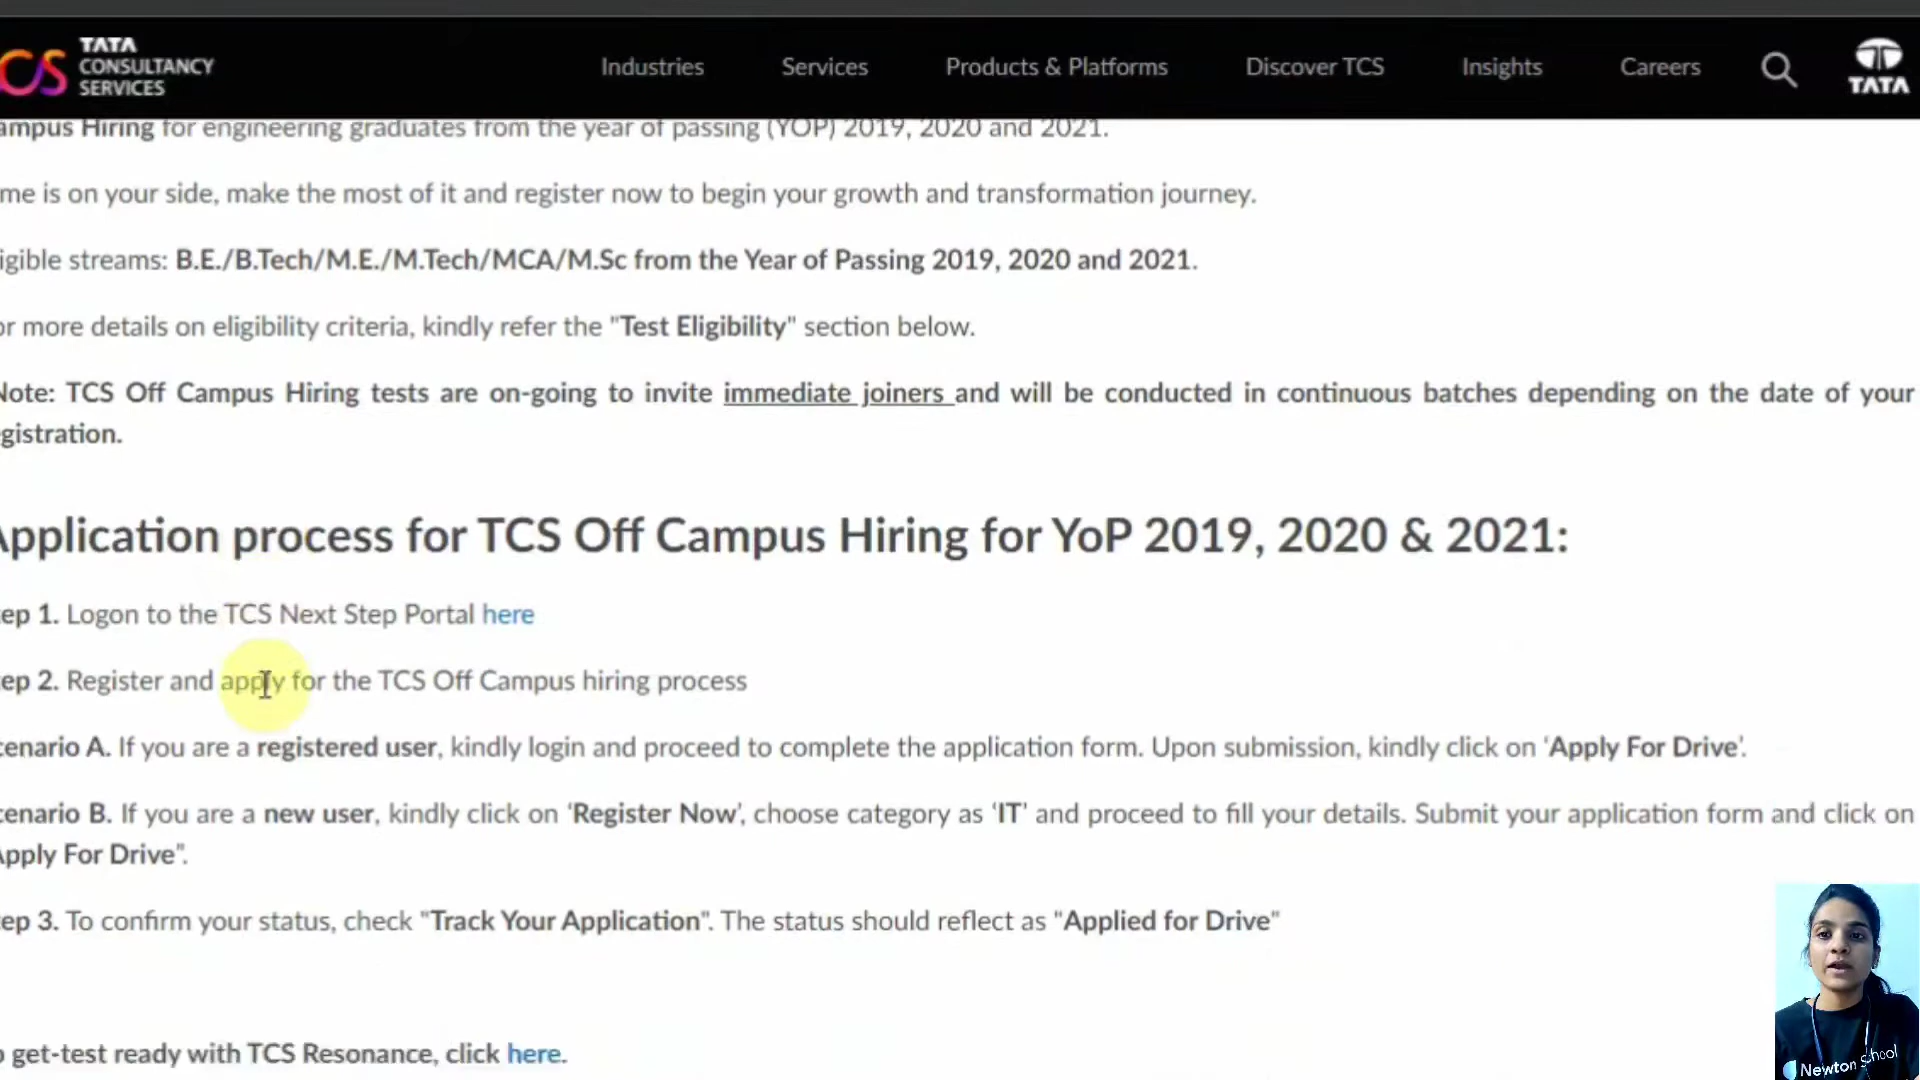 CS TATA
CONSULTANCY
SERVICES
Industries Services Products & Platforms Discover TCS Insights Careers
TATA
ampus Hiring for engineering graduates from the year of passing (YOP) 2019, 2020 and 2021.
me is on your side, make the most of it and register now to begin your growth and transformation journey.
igible streams: B.E./B.Tech/M.E./M.Tech/MCA/M.Sc from the Year of Passing 2019, 2020 and 2021.
or more details on eligibility criteria, kindly refer the "Test Eligibility" section below.
Note: TCS Off Campus Hiring tests are on-going to invite immediate joiners and will be conducted in continuous batches depending on the date of your
gistration.
Application process for TCS Off Campus Hiring for YoP 2019, 2020 & 2021:
ep 1. Logon to the TCS Next Step Portal here
ep 2. Register and apply for the TCS Off Campus hiring process
cenario A. If you are a registered user, kindly login and proceed to complete the application form. Upon submission, kindly click on ‘Apply For Drive’.
cenario B. If you are a new user, kindly click on ‘Register Now’, choose category as ‘IT’ and proceed to fill your details. Submit your application form and click on
Apply For Drive”.
ep 3. To confirm your status, check "Track Your Application". The status should reflect as "Applied for Drive"
o get-test ready with TCS Resonance, click here.
Newton School